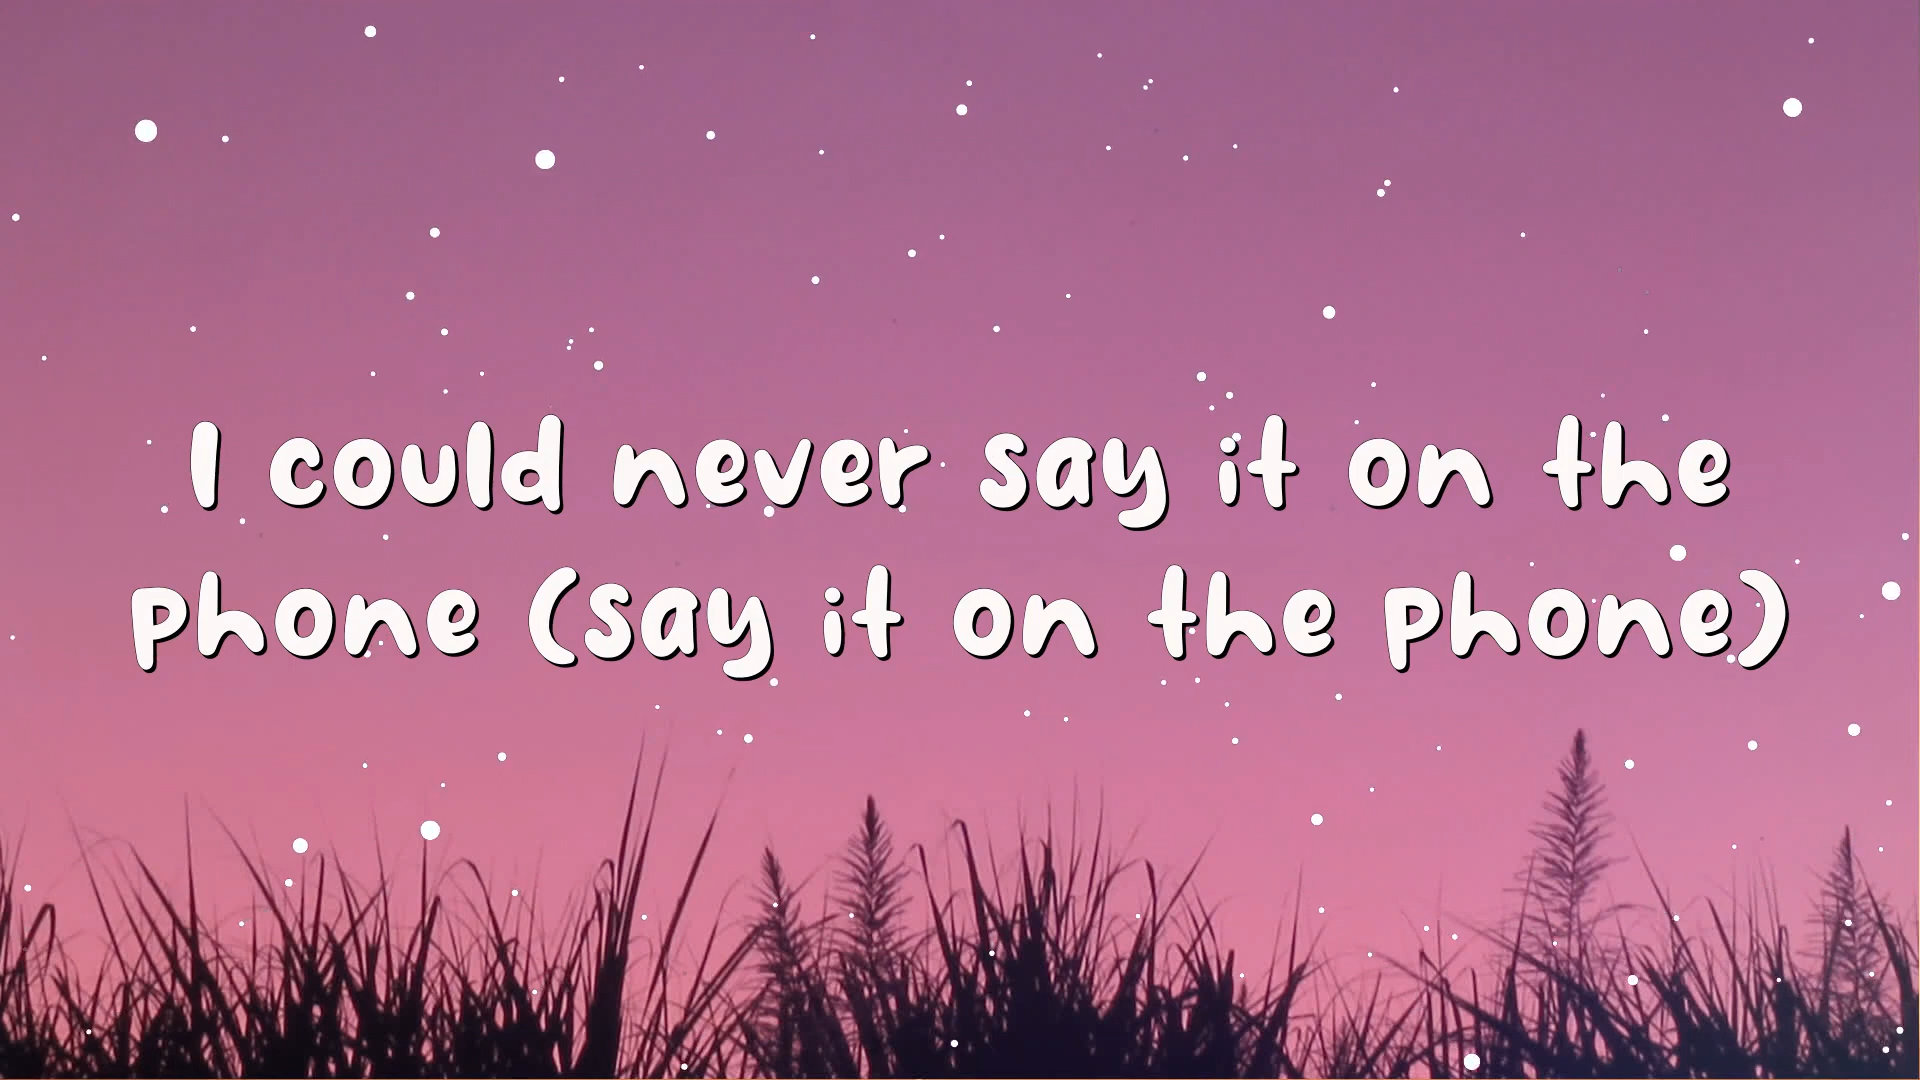 I could never say it on the
phone (say it on the phone)